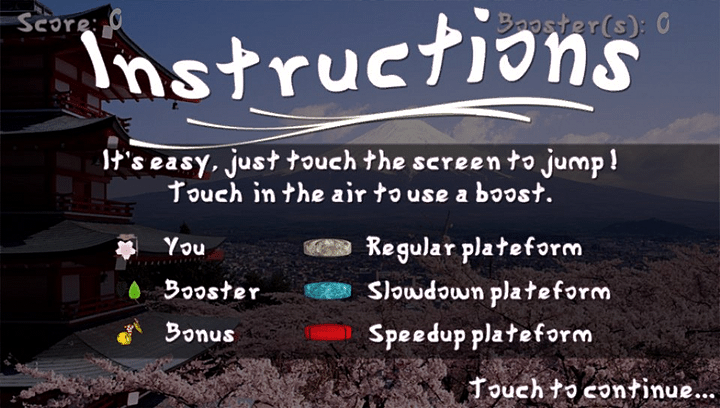 Score: 0
Booster(s): 0
Instructions
It's easy, just touch the screen to jump!
Touch in the air to use a boost.
You
Regular plateform
Booster
Slowdown plateform
Bonus
Speedup plateform
Touch to continue...